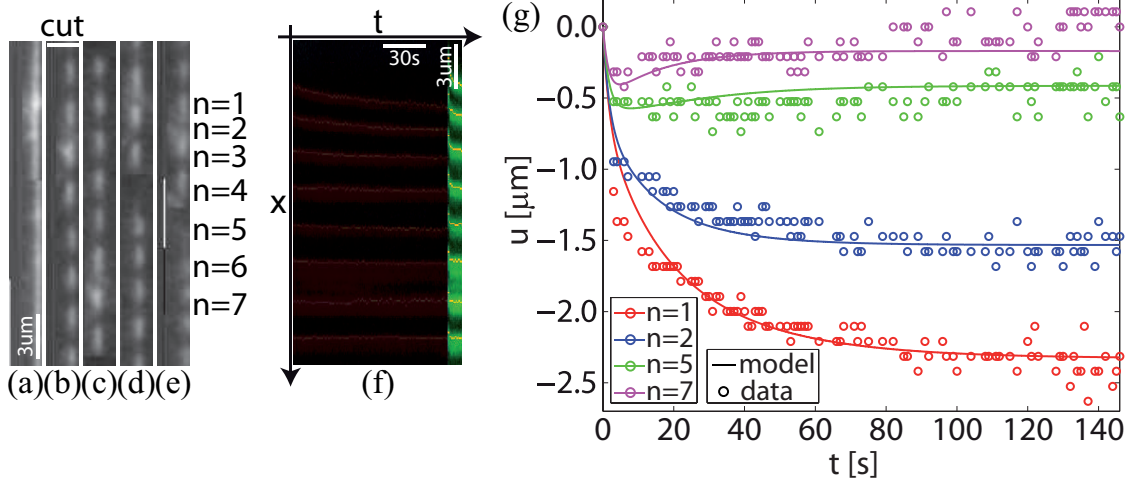 cut
n=1
n=2
n=3
n=4
n=5
n=6
n=7
3um
(a) (b) (c) (d) (e)
t
30s
3um
x
(f)
(g)
0.0
−0.5
−1.0
−1.5
−2.0
−2.5
u [μm]
n=1
n=2
n=5
n=7
model
data
0 20 40 60 80 100 120 140
t [s]